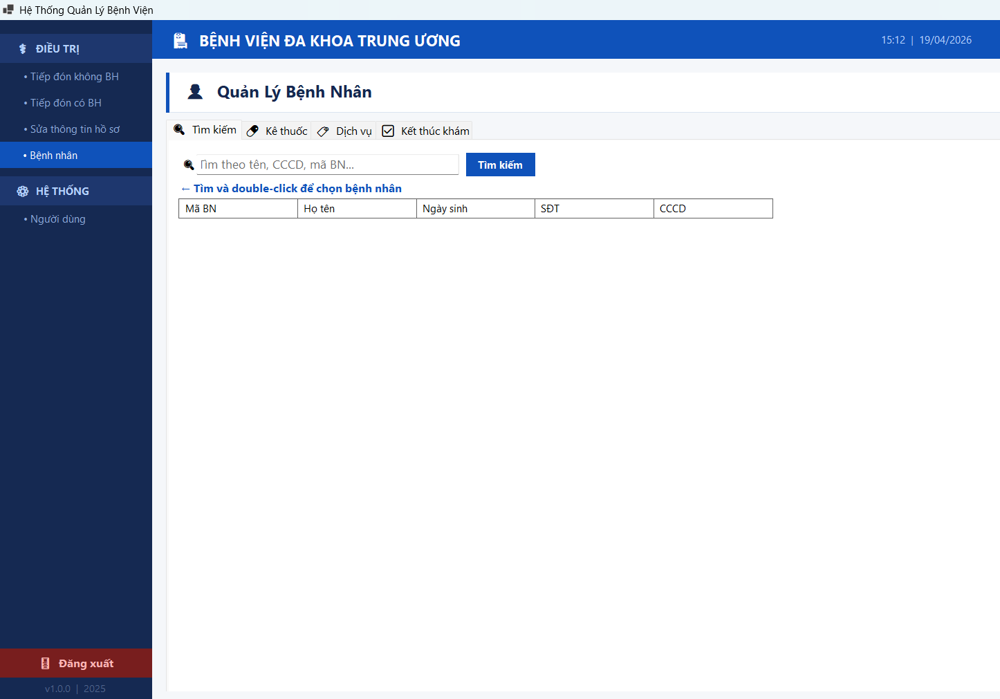 Hệ Thống Quản Lý Bệnh Viện
BỆNH VIỆN ĐA KHOA TRUNG ƯƠNG
15:12 | 19/04/2026
ĐIỀU TRỊ
• Tiếp đón không BH
• Tiếp đón có BH
• Sửa thông tin hồ sơ
• Bệnh nhân
HỆ THỐNG
• Người dùng
Đăng xuất
v1.0.0 | 2025
Quản Lý Bệnh Nhân
Tìm kiếm Kê thuốc Dịch vụ Kết thúc khám
Tìm theo tên, CCCD, mã BN... Tìm kiếm
← Tìm và double-click để chọn bệnh nhân
Mã BN Họ tên Ngày sinh SĐT CCCD